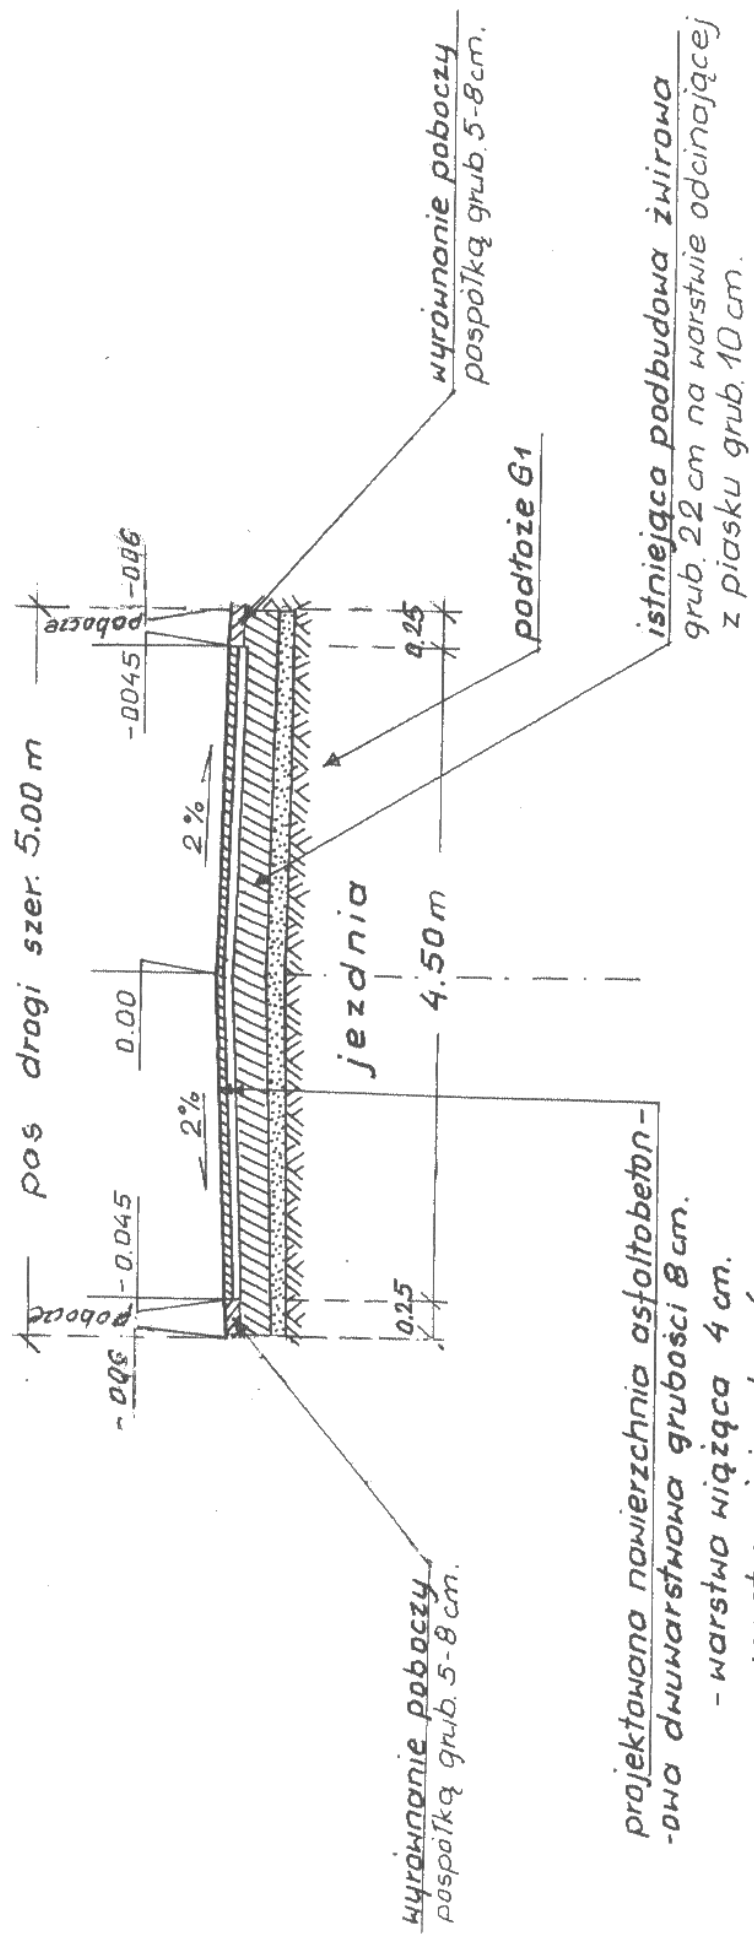 pas drogi szer. 5.00 m
-0.06
pobocze
-0.045
2%
0.00
2%
-0.045
pobocze
-0.06
0.25
jezdnia
4.50 m
0.25
wyrównanie poboczy
pospółką grub. 5-8 cm.
wyrównanie poboczy
pospółką grub. 5-8 cm.
podłoże G1
istniejąca podbudowa żwirowa
grub. 22 cm na warstwie odcinającej
z piasku grub. 10 cm.
projektowana nawierzchnia asfaltobeton-
-owa dwuwarstwowa grubości 8 cm.
- warstwa wiążąca 4 cm.